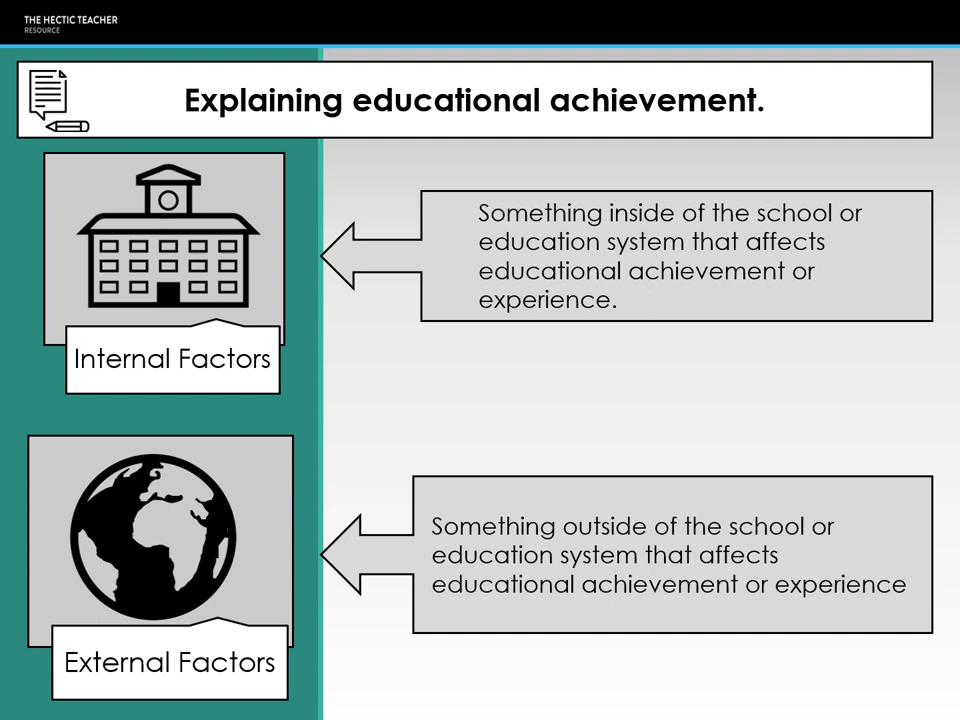 THE HECTIC TEACHER
RESOURCE
Explaining educational achievement.
Something inside of the school or
education system that affects
educational achievement or
experience.
Internal Factors
Something outside of the school or
education system that affects
educational achievement or experience
External Factors